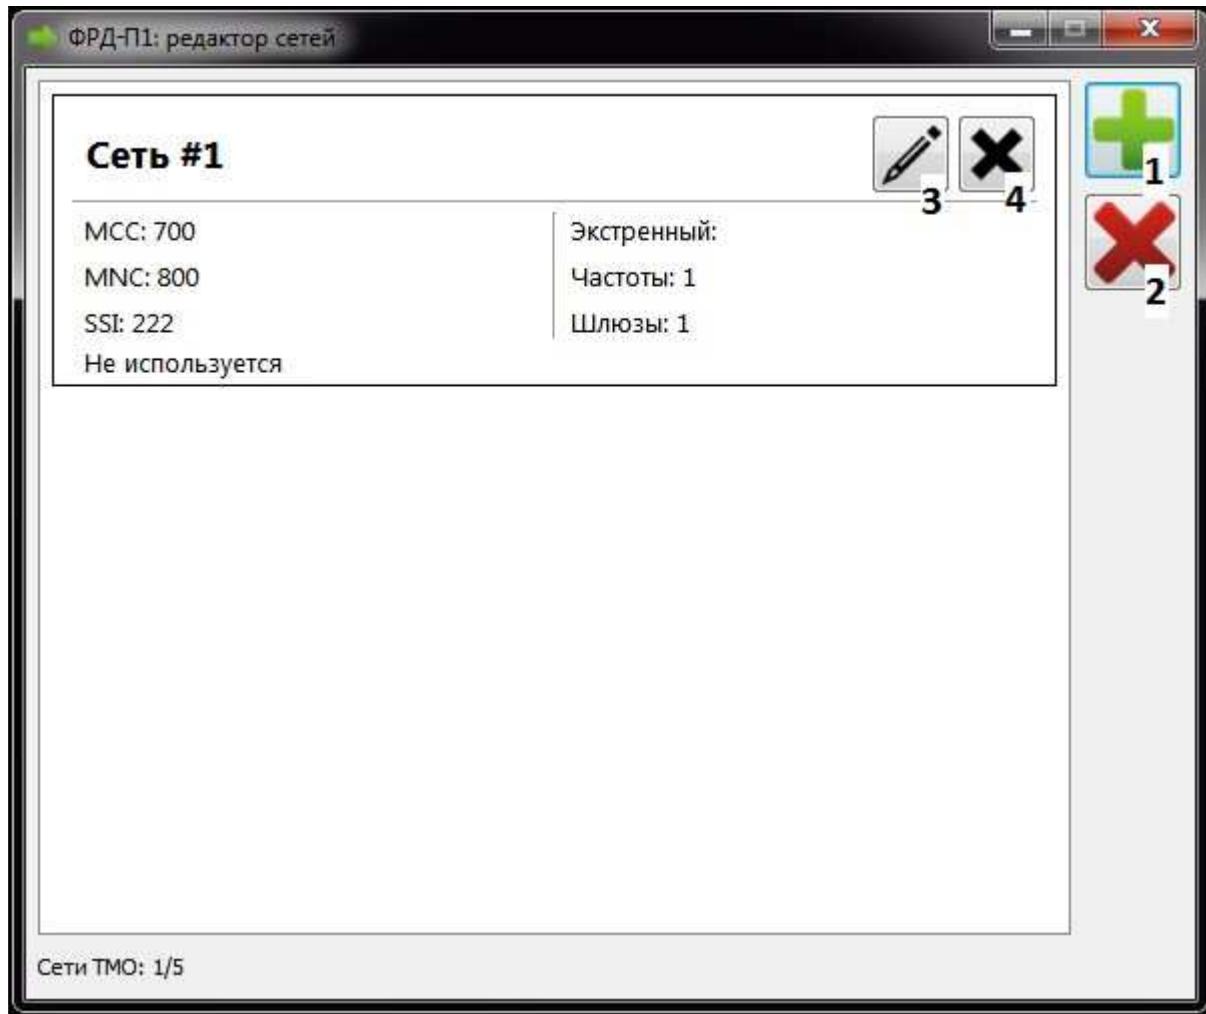 ФРД-П1: редактор сетей
Сеть #1
3
4
1
2
MCC: 700
MNC: 800
SSI: 222
Не используется
Экстренный:
Частоты: 1
Шлюзы: 1
Сети ТМО: 1/5